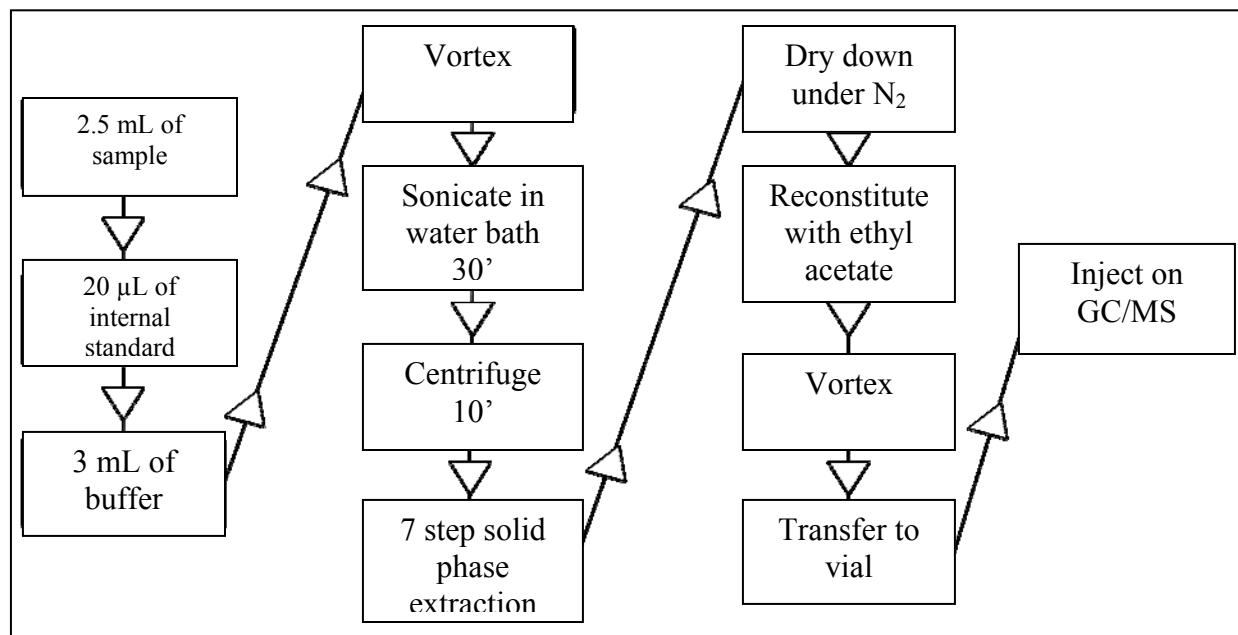 2.5 mL of
sample
20 µL of
internal
standard
3 mL of
buffer
Vortex
Sonicate in
water bath
30’
Centrifuge
10’
7 step solid
phase
extraction
Dry down
under N₂
Reconstitute
with ethyl
acetate
Vortex
Transfer to
vial
Inject on
GC/MS